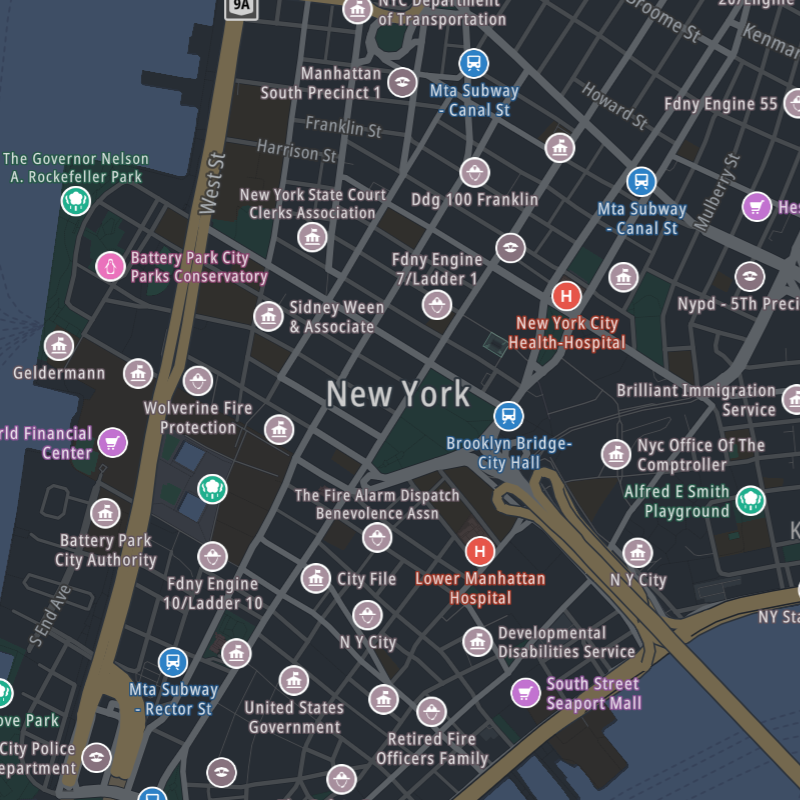 9A
NYC Department
of Transportation
Broome St
Kenmar
Manhattan
South Precinct 1
Mta Subway
- Canal St
Howard St
Fdny Engine 55
Franklin St
Harrison St
The Governor Nelson
A. Rockefeller Park
West St
Ddg 100 Franklin
Mta Subway
- Canal St
Mulberry St
Hes
New York State Court
Clerks Association
Battery Park City
Parks Conservatory
Fdny Engine
7/Ladder 1
Nypd - 5Th Preci
Sidney Ween
& Associate
H
New York City
Health-Hospital
Geldermann
New York
Wolverine Fire
Protection
Brilliant Immigration
Service
rld Financial
Center
Brooklyn Bridge-
City Hall
Nyc Office Of The
Comptroller
Alfred E Smith
Playground
The Fire Alarm Dispatch
Benevolence Assn
Battery Park
City Authority
K
H
Fdny Engine
10/Ladder 10
City File
Lower Manhattan
Hospital
N Y City
S End Ave
N Y City
NY Sta
Developmental
Disabilities Service
Mta Subway
- Rector St
United States
Government
South Street
Seaport Mall
ove Park
Retired Fire
Officers Family
City Police
epartment